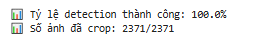 📊 Tỷ lệ detection thành công: 100.0%
📊 Số ảnh đã crop: 2371/2371